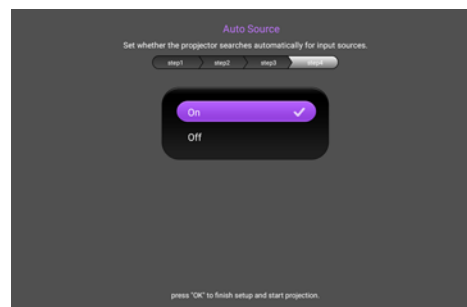 Auto Source
Set whether the propjector searches automatically for input sources.
step1 step2 step3 step4
On
Off
press "OK" to finish setup and start projection.